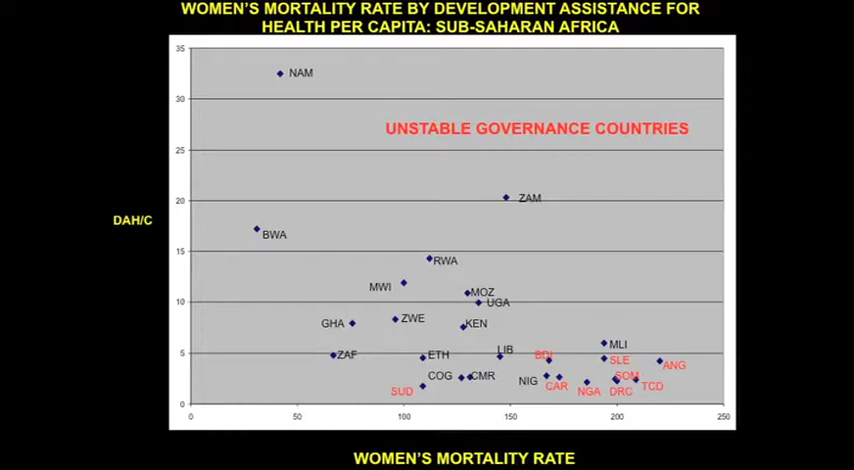 WOMEN'S MORTALITY RATE BY DEVELOPMENT ASSISTANCE FOR
HEALTH PER CAPITA: SUB-SAHARAN AFRICA
35
NAM
30
UNSTABLE GOVERNANCE COUNTRIES
25
ZAM
20
DAH/C
BWA
15
RWA
MWI
MOZ
10
UGA
GHA
ZWE
KEN
LIB
MLI
5
ZAF
ETH
BDI
SLE
ANG
COG
CMR
NIG
SOM
SUD
CAR
NGA
DRC
TCD
0
0 50 100 150 200 250
WOMEN'S MORTALITY RATE